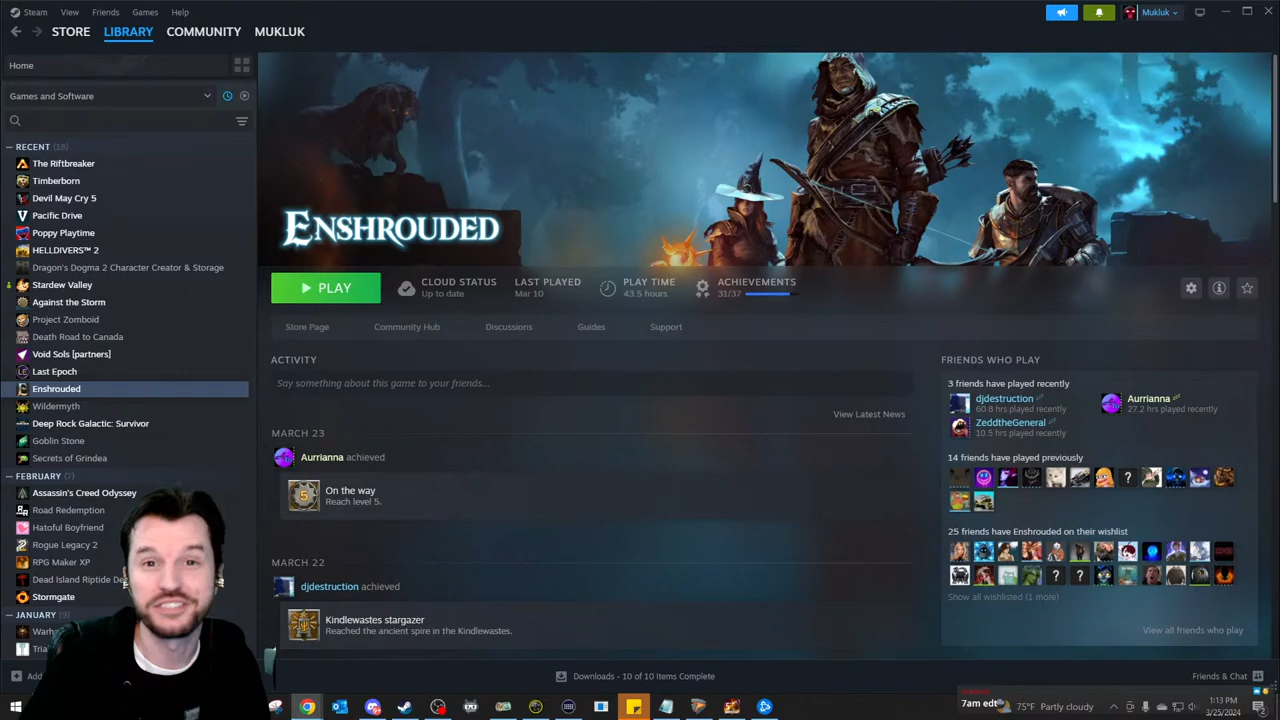 Steam View Friends Games Help
Mukluk
STORE LIBRARY COMMUNITY MUKLUK
Home
Games and Software
RECENT (18)
The Riftbreaker
Timberborn
Devil May Cry 5
Pacific Drive
Poppy Playtime
HELLDIVERS™ 2
Dragon's Dogma 2 Character Creator & Storage
Stardew Valley
Against the Storm
Project Zomboid
Death Road to Canada
Void Sols [partners]
Last Epoch
Enshrouded
Wildermyth
Deep Rock Galactic: Survivor
Goblin Stone
Secrets of Grindea
FEBRUARY (7)
Assassin's Creed Odyssey
Road Redemption
Hatoful Boyfriend
Rogue Legacy 2
RPG Maker XP
Dead Island Riptide
Stormgate
JANUARY (9)
Add
ENSHROUDED
PLAY
CLOUD STATUS
Up to date
LAST PLAYED
Mar 10
PLAY TIME
43.5 hours
ACHIEVEMENTS
31/37
Store Page Community Hub Discussions Guides Support
ACTIVITY
Say something about this game to your friends...
View Latest News
MARCH 23
Aurrianna achieved
5
On the way
Reach level 5.
MARCH 22
djdestruction achieved
Kindlewastes stargazer
Reached the ancient spire in the Kindlewastes.
FRIENDS WHO PLAY
3 friends have played recently
djdestruction
60.8 hrs played recently
Aurrianna
27.2 hrs played recently
ZeddtheGeneral
10.5 hrs played recently
14 friends have played previously
?
25 friends have Enshrouded on their wishlist
? ?
Show all wishlisted (1 more)
View all friends who play
Downloads - 10 of 10 Items Complete
Friends & Chat
7am edt
75°F Partly cloudy
1:13 PM
3/25/2024